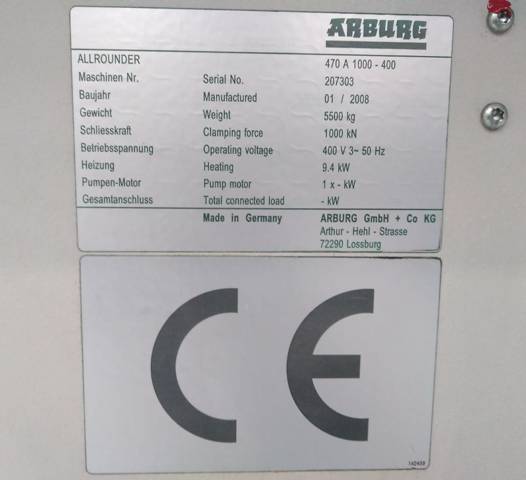 ARBURG
ALLROUNDER 470 A 1000 - 400
Maschinen Nr. Serial No. 207303
Baujahr Manufactured 01 / 2008
Gewicht Weight 5500 kg
Schliesskraft Clamping force 1000 kN
Betriebsspannung Operating voltage 400 V 3~ 50 Hz
Heizung Heating 9.4 kW
Pumpen-Motor Pump motor 1 x - kW
Gesamtanschluss Total connected load - kW
Made in Germany ARBURG GmbH + Co KG
Arthur - Hehl - Strasse
72290 Lossburg
CE